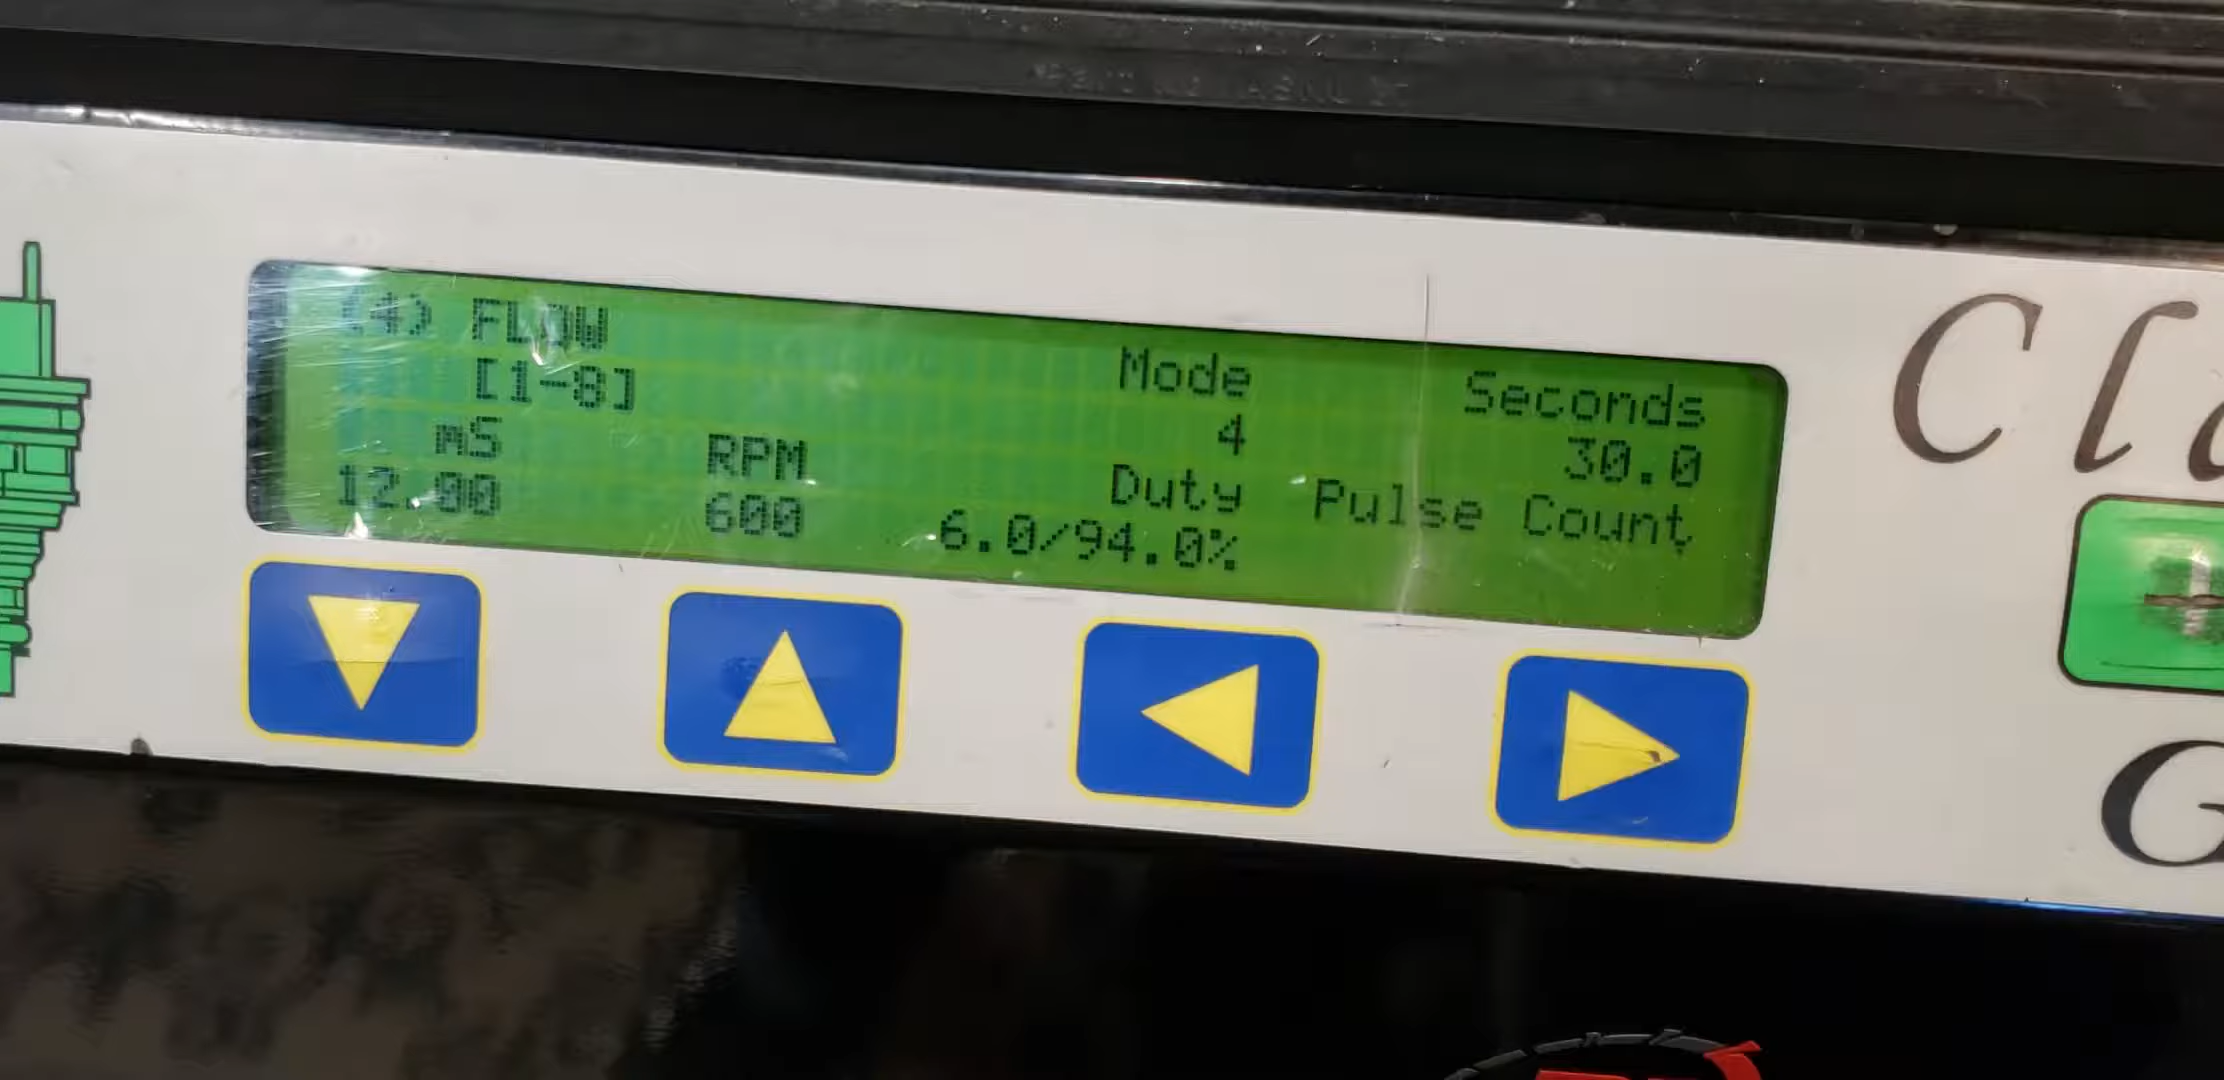 (4) FLOW
[1-8] Mode Seconds
mS RPM 4 30.0
12.00 600 Duty Pulse Count
6.0/94.0%
Cl
G